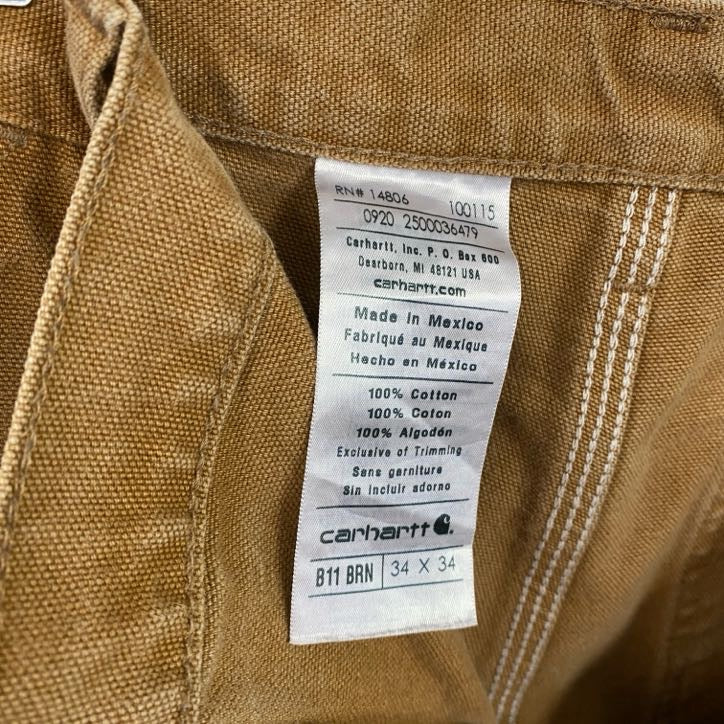 RN# 14806 100115
0920 2500036479
Carhartt, Inc. P. O. Box 600
Dearborn, MI 48121 USA
carhartt.com
Made in Mexico
Fabriqué au Mexique
Hecho en México
100% Cotton
100% Coton
100% Algodón
Exclusive of Trimming
Sans garniture
Sin incluir adorno
carhartt
B11 BRN 34 X 34